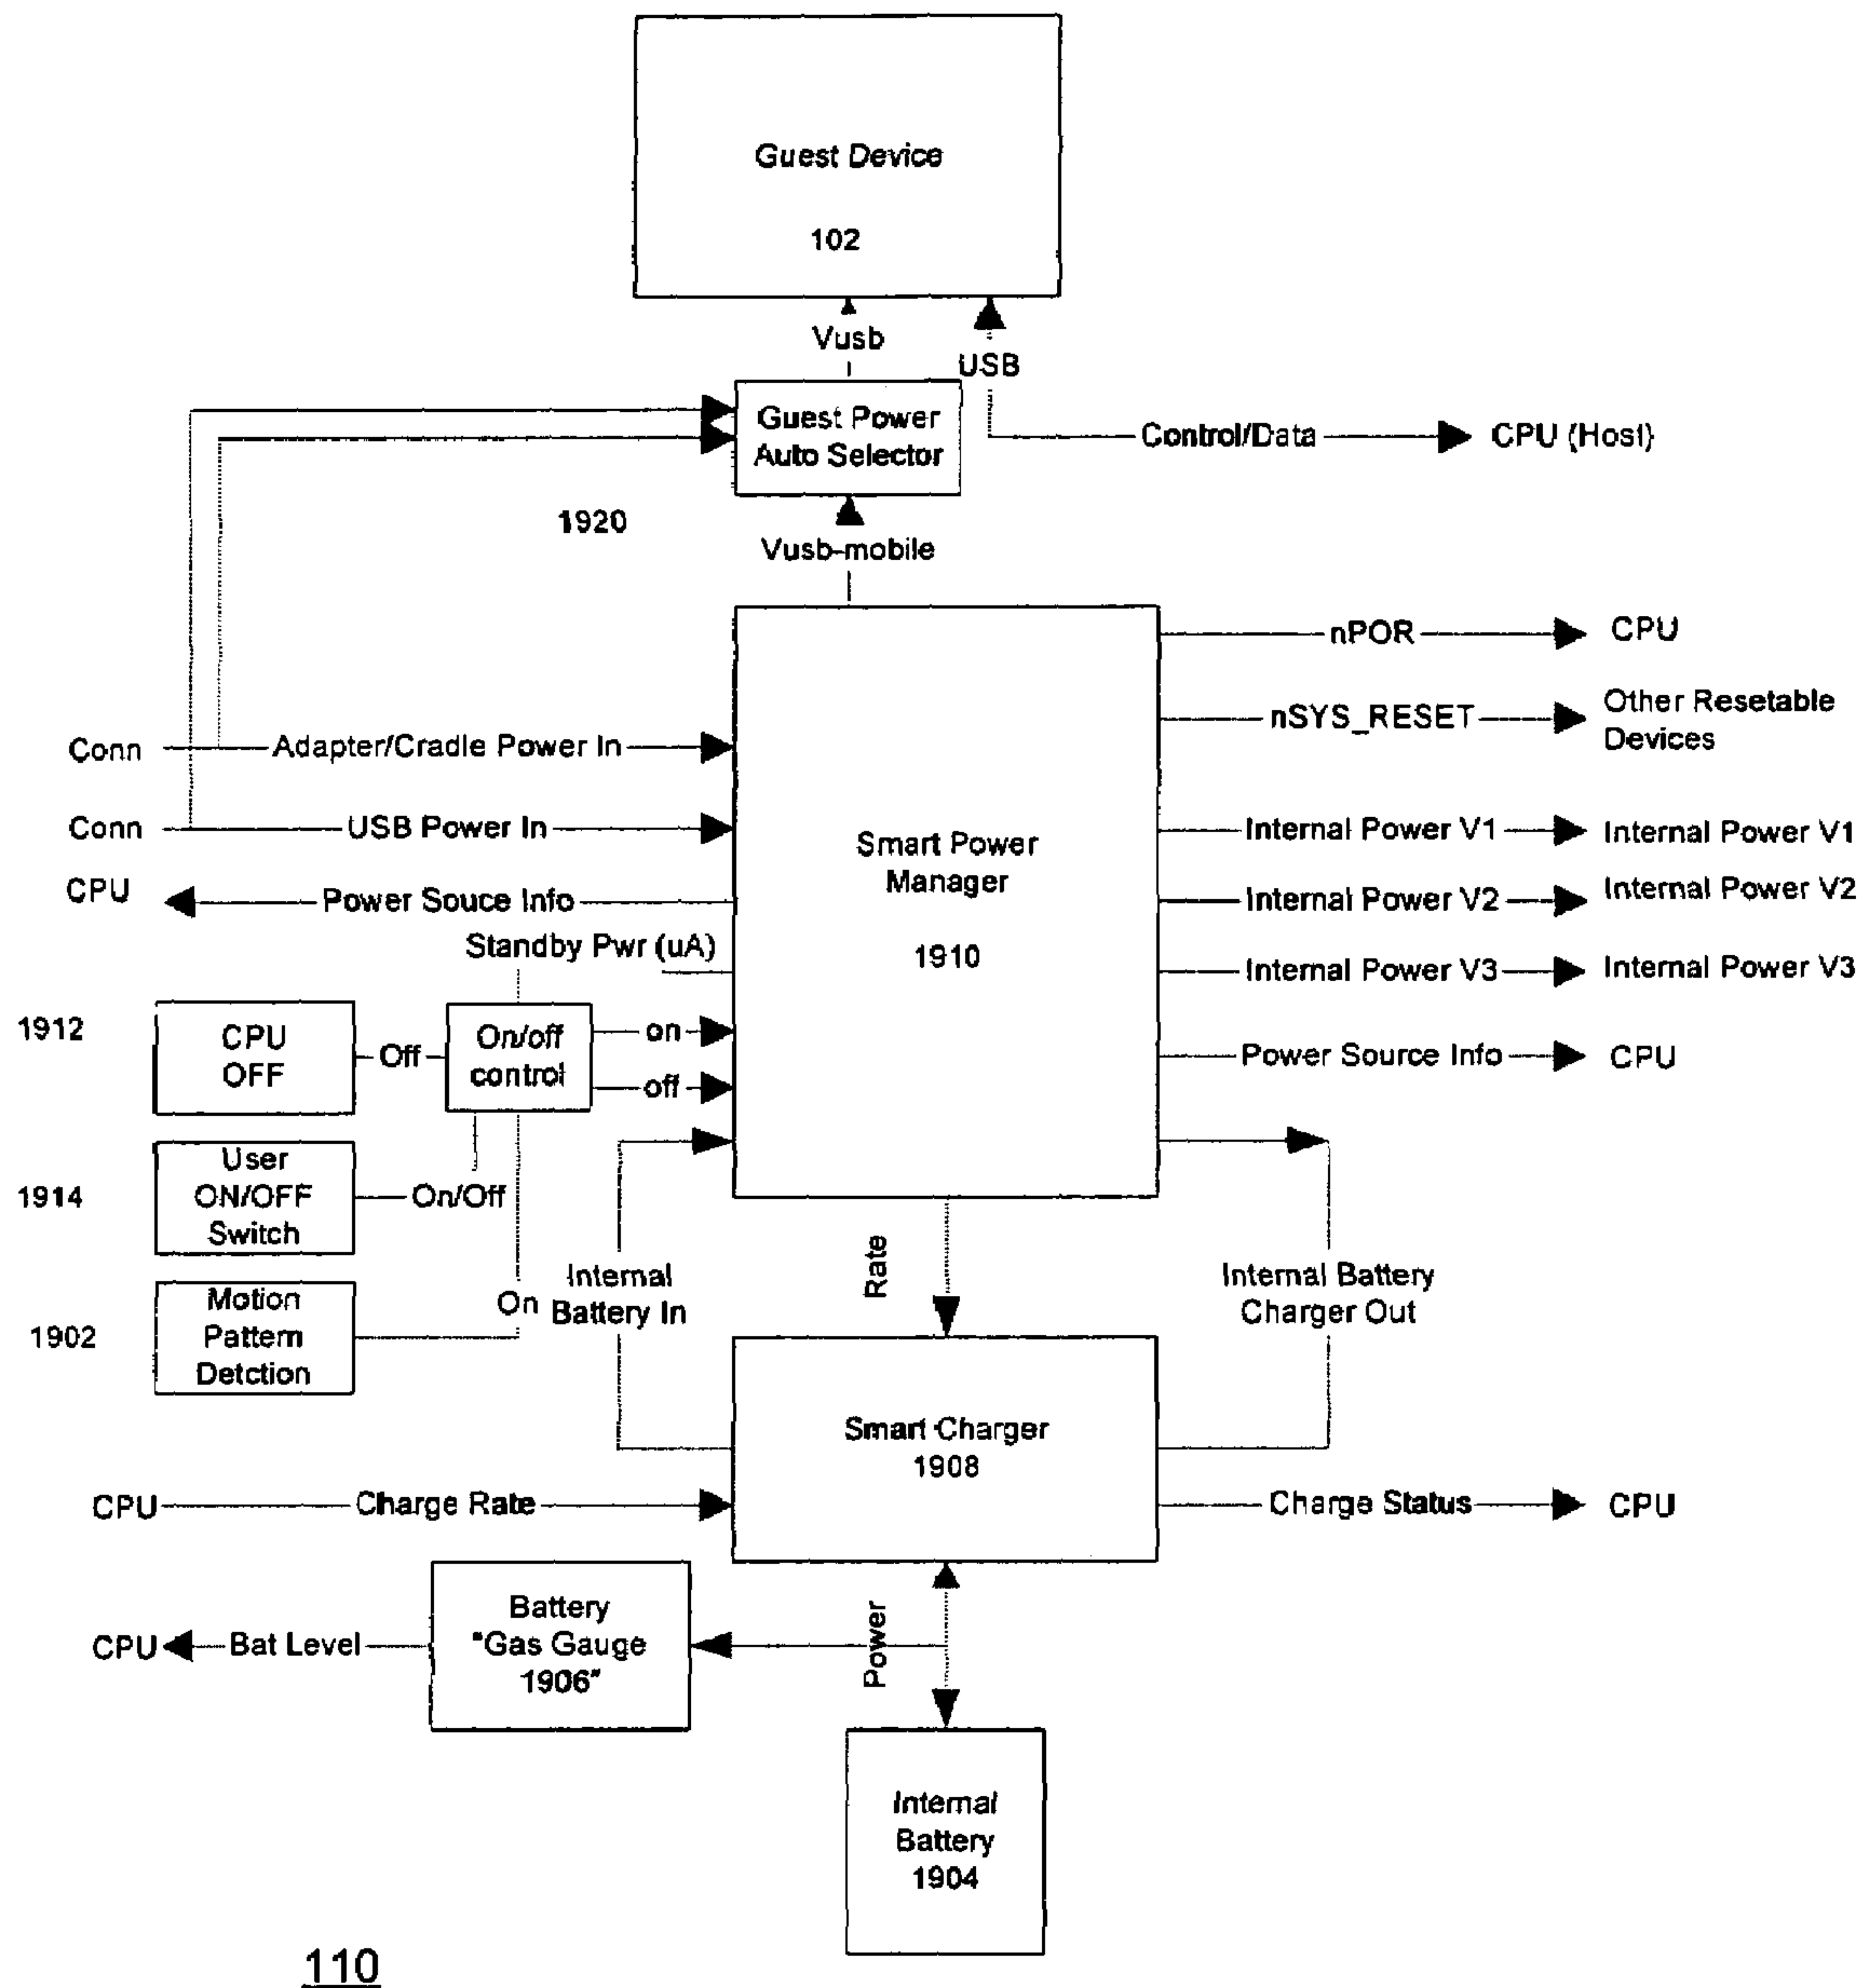 Guest Device
102
Vusb
USB
Guest Power
Auto Selector
Control/Data
CPU (Host)
1920
Vusb-mobile
nPOR
CPU
nSYS_RESET
Other Resetable
Devices
Conn
Adapter/Cradle Power In
Conn
USB Power In
Smart Power
Manager
1910
Internal Power V1
Internal Power V1
CPU
Power Souce Info
Internal Power V2
Internal Power V2
Standby Pwr (uA)
Internal Power V3
Internal Power V3
1912
CPU
OFF
Off
On/off
control
on
off
Power Source Info
CPU
1914
User
ON/OFF
Switch
On/Off
1902
Motion
Pattern
Detction
On
Internal
Battery In
Rate
Internal Battery
Charger Out
Smart Charger
1908
CPU
Charge Rate
Charge Status
CPU
Battery
"Gas Gauge
1906"
CPU
Bat Level
Power
Internal
Battery
1904
110